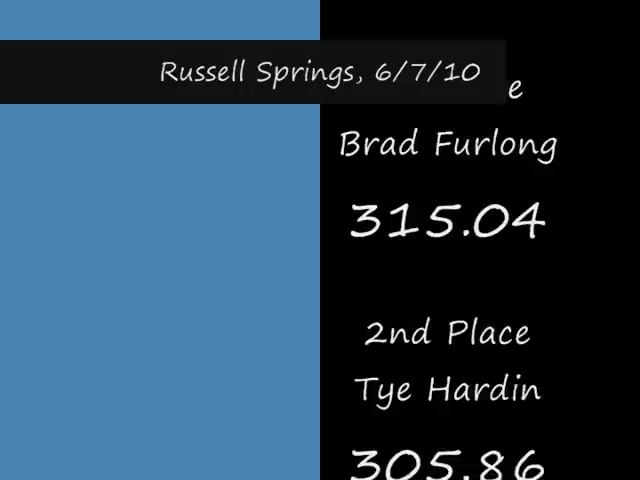 Russell Springs, 6/7/10
e
Brad Furlong
315.04
2nd Place
Tye Hardin
305.86